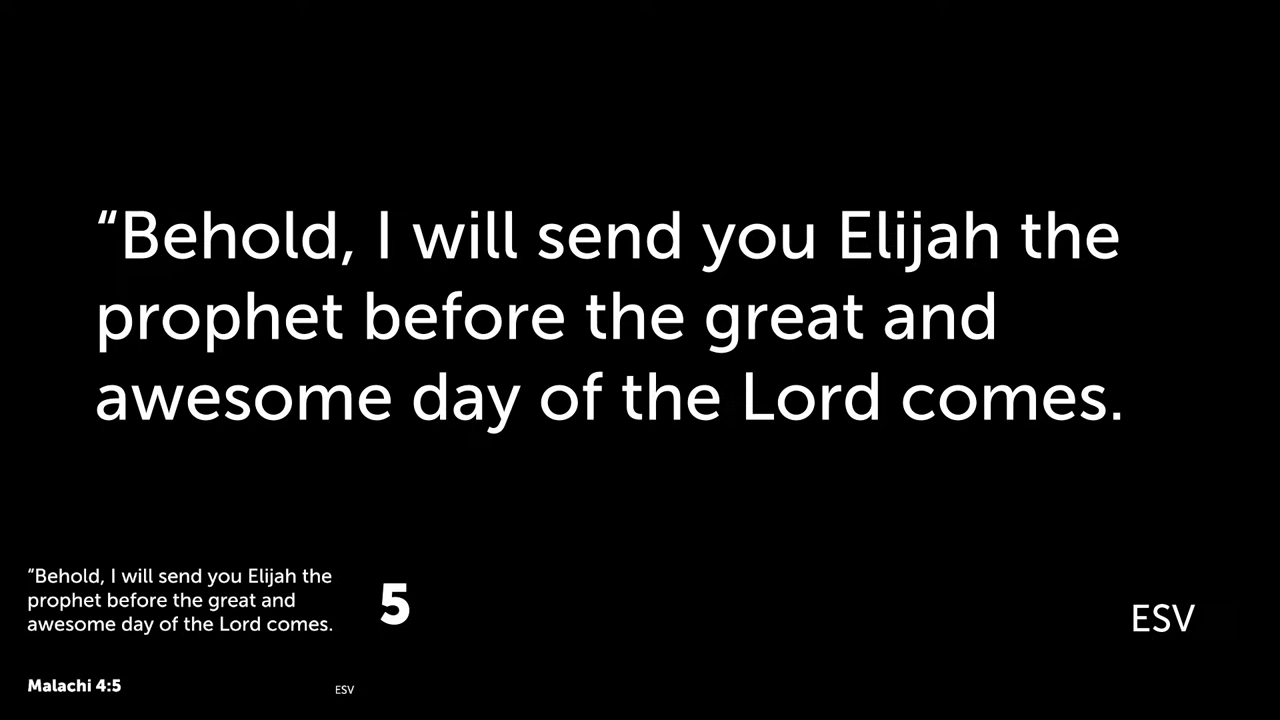 “Behold, I will send you Elijah the
prophet before the great and
awesome day of the Lord comes.
“Behold, I will send you Elijah the
prophet before the great and
awesome day of the Lord comes.
5
ESV
Malachi 4:5
ESV